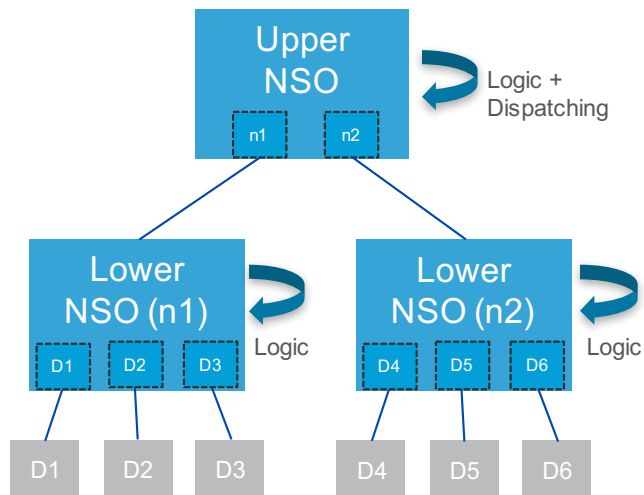 Upper
NSO
n1
n2
Logic +
Dispatching
Lower
NSO (n1)
D1
D2
D3
Logic
Lower
NSO (n2)
D4
D5
D6
Logic
D1
D2
D3
D4
D5
D6